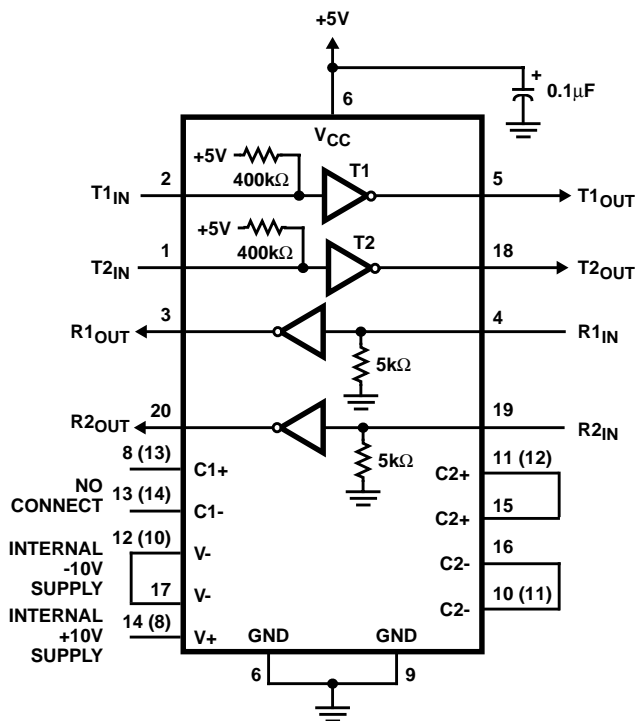 +5V
+
0.1µF
6
VCC
+5V
400kΩ
T1
T1IN
2
5
T1OUT
+5V
400kΩ
T2
T2IN
1
18
T2OUT
R1OUT
3
4
R1IN
5kΩ
R2OUT
20
19
R2IN
5kΩ
8 (13)
C1+
NO
CONNECT
13 (14)
C1-
11 (12)
C2+
15
C2+
INTERNAL
-10V
SUPPLY
12 (10)
V-
17
V-
16
C2-
10 (11)
C2-
INTERNAL
+10V
SUPPLY
14 (8)
V+
GND
GND
6
9